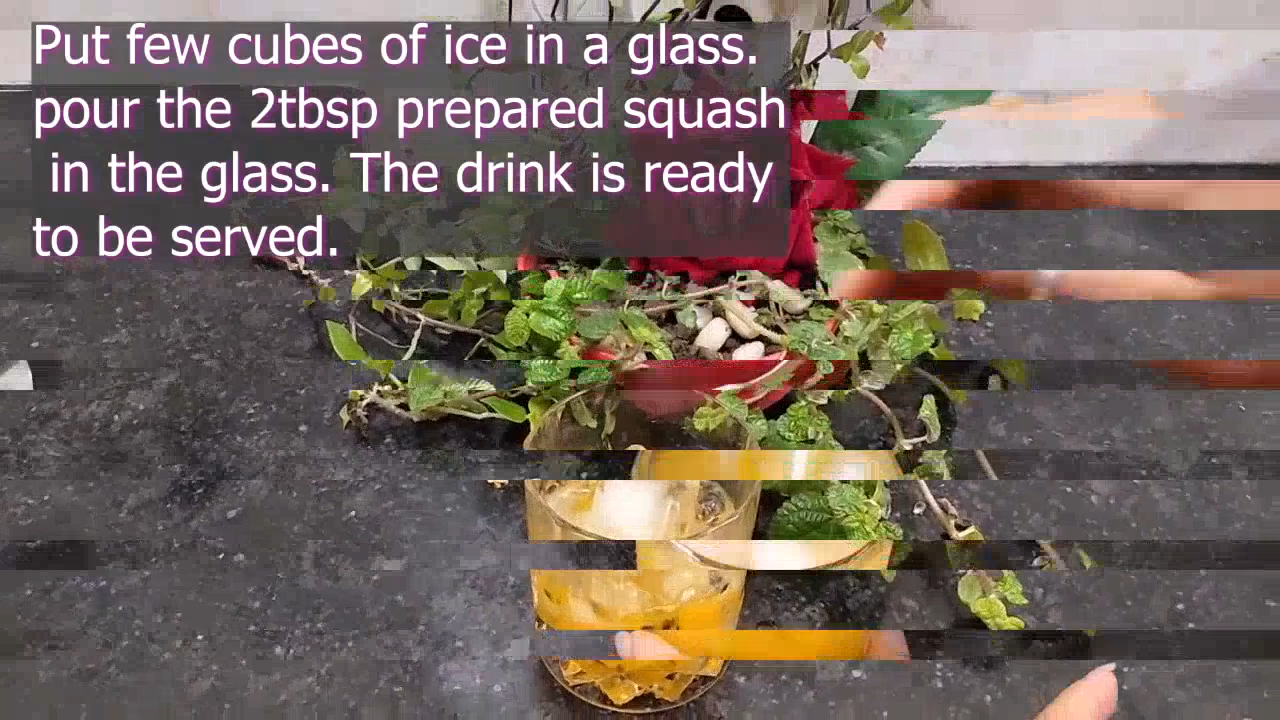 Put few cubes of ice in a glass.
pour the 2tbsp prepared squash
in the glass. The drink is ready
to be served.